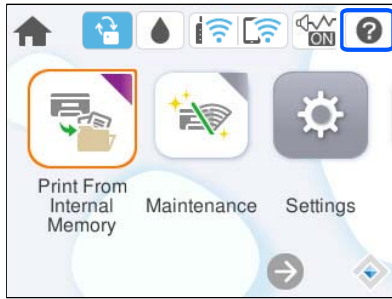 ON
?
Print From
Internal
Memory
Maintenance
Settings